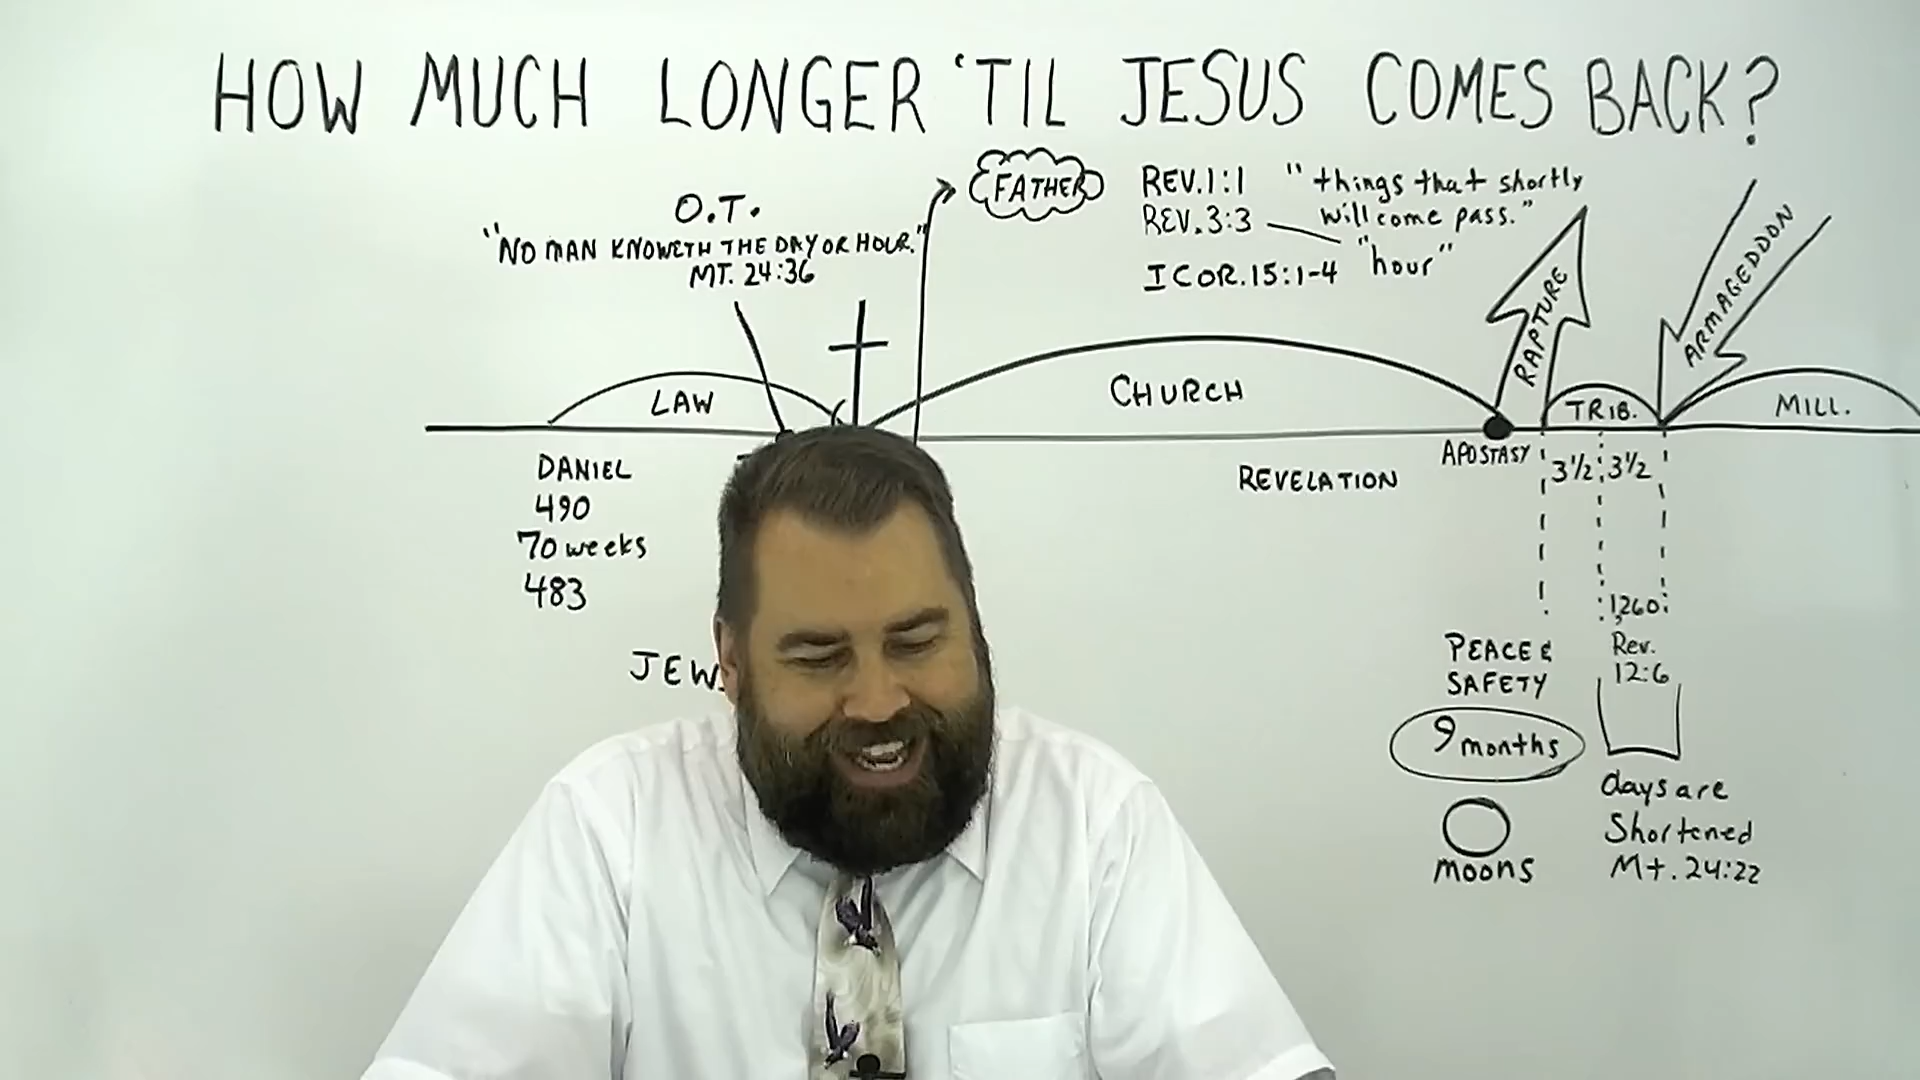 HOW MUCH LONGER 'TIL JESUS COMES BACK?
O.T.
"NO MAN KNOWETH THE DAY OR HOUR."
MT. 24:36
FATHER
REV. 1:1 "things that shortly
will come pass."
REV. 3:3 "hour"
I COR. 15:1-4
RAPTURE
ARMAGEDDON
LAW
CHURCH
TRIB.
MILL.
DANIEL
490
70 weeks
483
JEW
REVELATION
APOSTASY
3½ 3½
1,260
Rev.
12:6
PEACE &
SAFETY
9 months
moons
days are
Shortened
Mt. 24:22